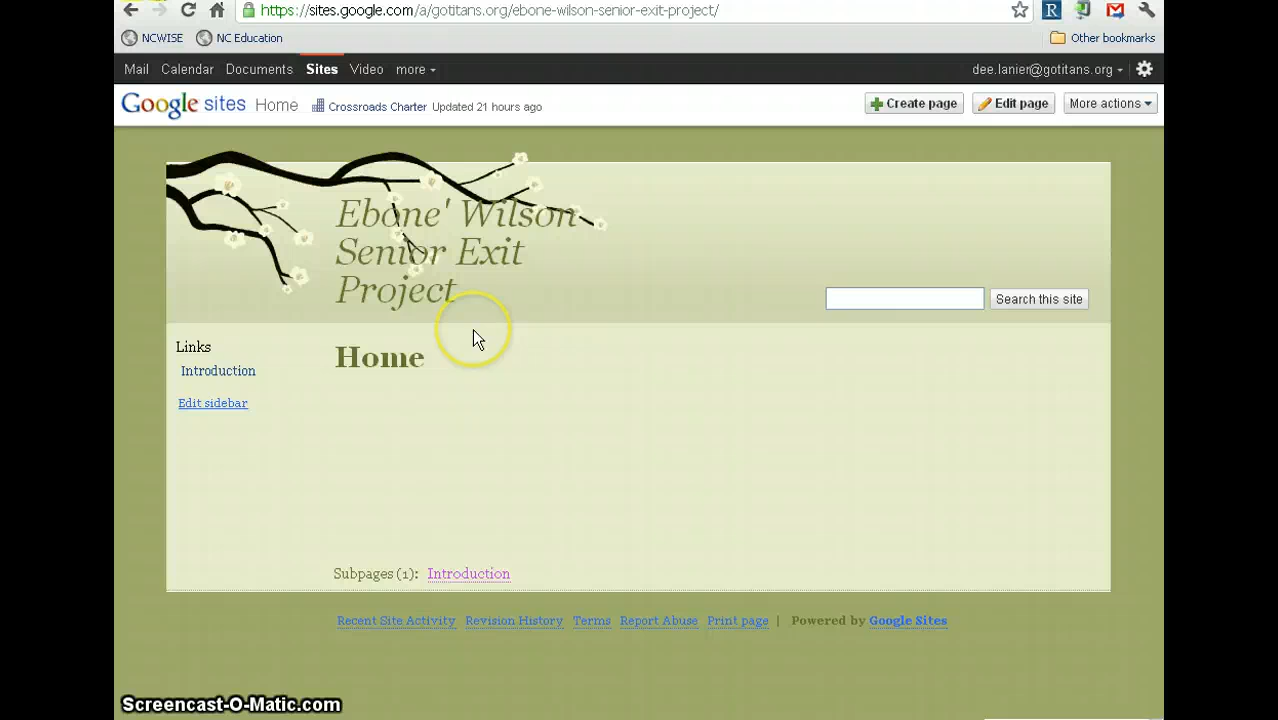 https://sites.google.com/a/gotitans.org/ebone-wilson-senior-exit-project/
NCWISE NC Education Other bookmarks
Mail Calendar Documents Sites Video more dee.lanier@gotitans.org
Google sites Home Crossroads Charter Updated 21 hours ago Create page Edit page More actions
Ebone' Wilson
Senior Exit
Project
Search this site
Links
Home
Introduction
Edit sidebar
Subpages (1): Introduction
Recent Site Activity Revision History Terms Report Abuse Print page | Powered by Google Sites
Screencast-O-Matic.com